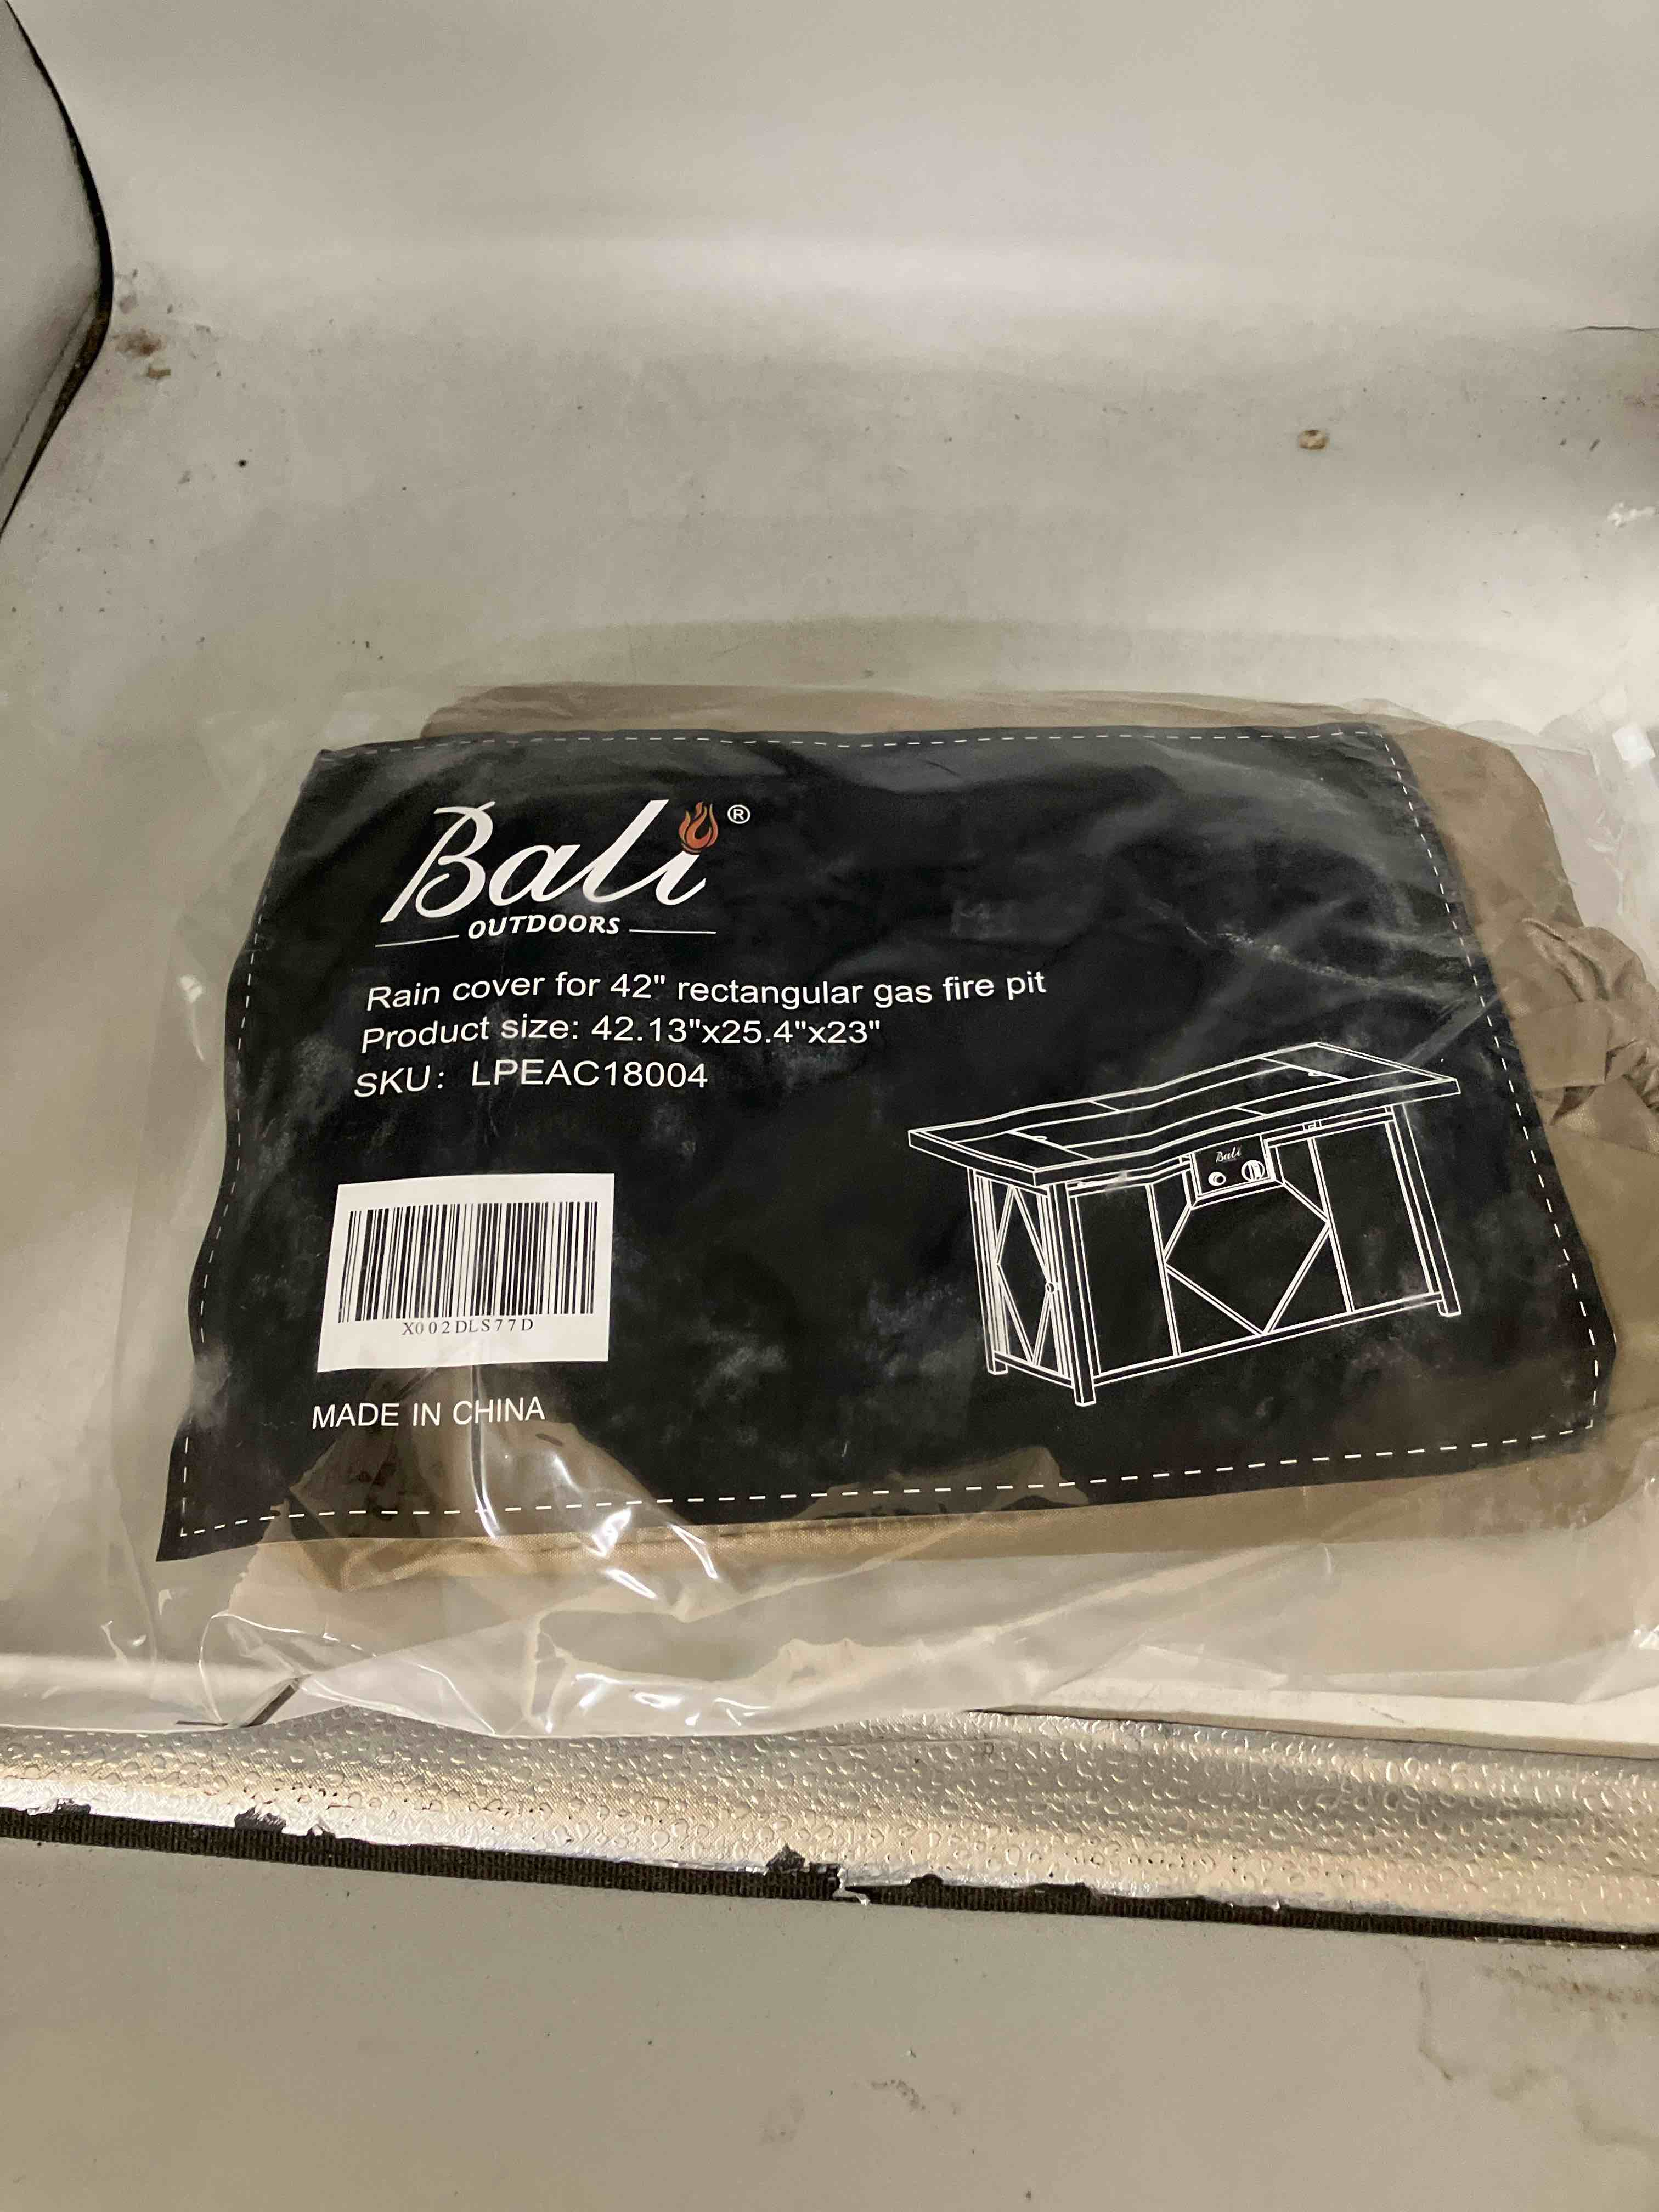 Bali®
OUTDOORS
Rain cover for 42" rectangular gas fire pit
Product size: 42.13"x25.4"x23"
SKU: LPEAC18004
Bali
X002DLS77D
MADE IN CHINA